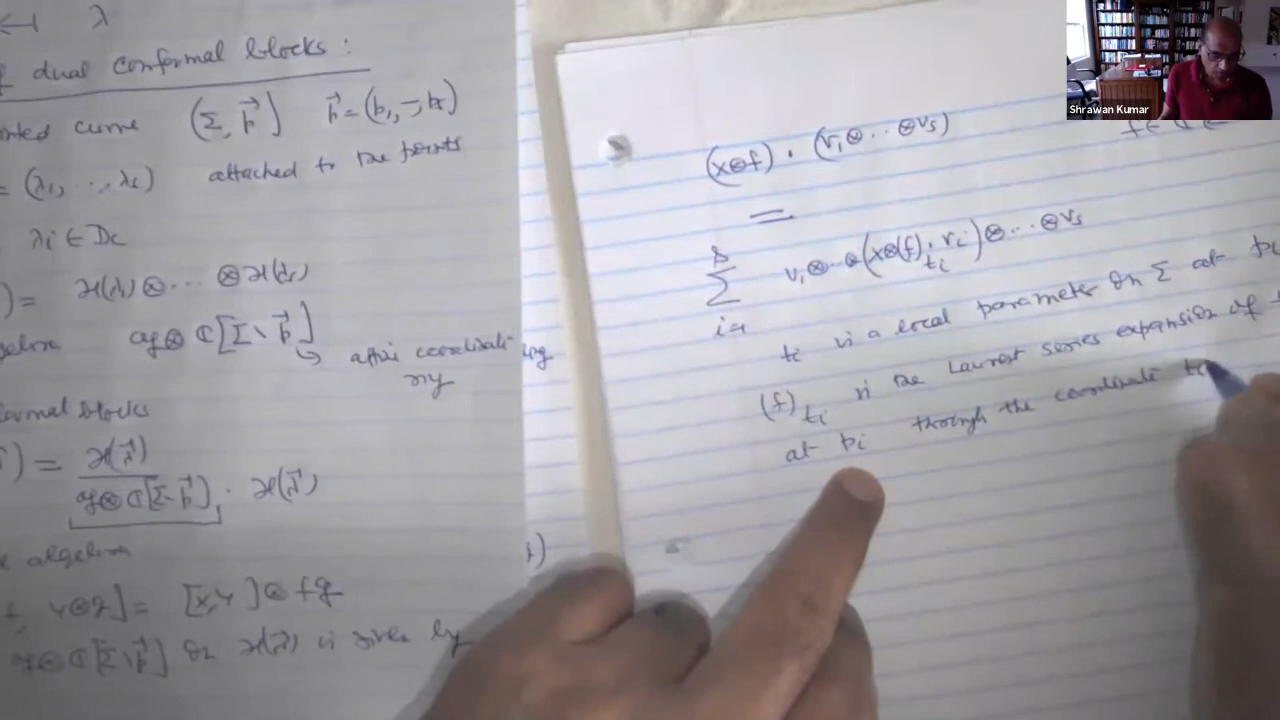 λ
dual conformal blocks :
curve (Σ, p⃗) p⃗ = (p₁, –, ps)
= (λ₁, . . , λs) attached to the points
λi ∈ Dc
) = ℋ(λ₁) ⊗ · · · ⊗ ℋ(λs)
𝔤 ⊗ ℂ[Σ \ p⃗]
↳ affine coordinate ring
blocks
) = ℋ(λ⃗) / 𝔤⊗ℂ[Σ\p⃗] · ℋ(λ⃗)
algebra
y⊗g] = [x, y] ⊗ fg
𝔤⊗ℂ[Σ\p⃗] on ℋ(λ⃗) is given by
(x⊗f) · (v₁⊗ · · ⊗vs)
=
s
∑ v₁⊗ · · ⊗ (x⊗(f)ti · vi) ⊗ · · · ⊗ vs
i=1
ti is a local parameter on Σ at pi
(f)ti is the Laurent series expansion of f
at pi through the coordinate ti
Shrawan Kumar